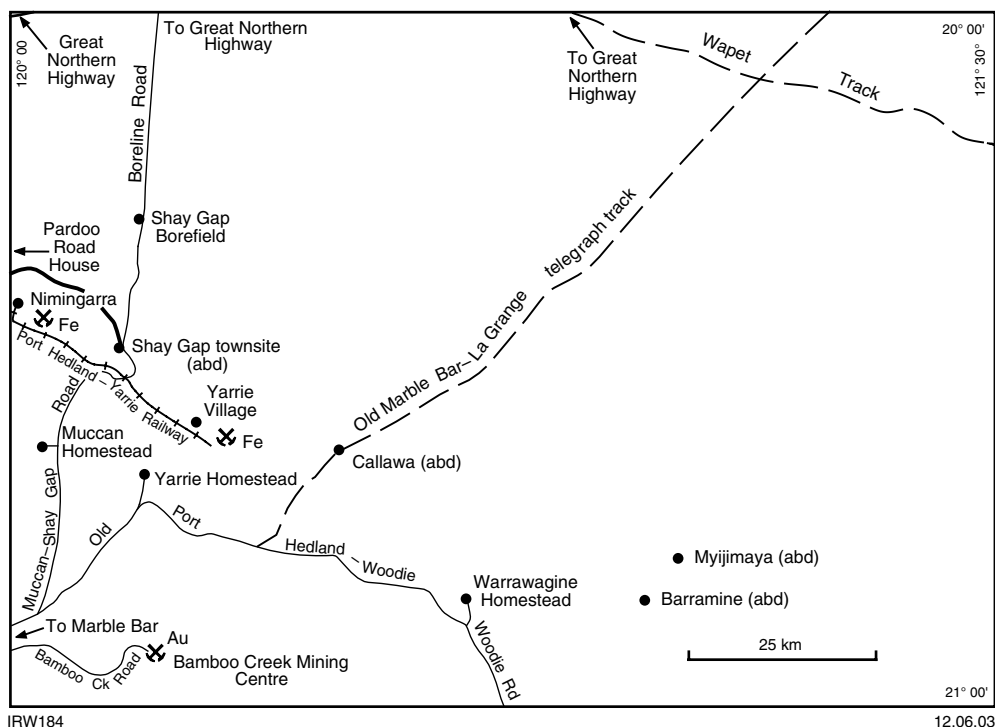 120° 00
Great
Northern
Highway
To Great Northern
Highway
To Great
Northern
Highway
Wapet
Track
20° 00'
121° 30'
Boreline Road
Shay Gap
Borefield
Pardoo
Road
House
Nimingarra
Fe
Port Hedland – Yarrie Railway
Shay Gap townsite
(abd)
Yarrie
Village
Fe
Old Marble Bar–La Grange telegraph track
Callawa (abd)
Muccan
Homestead
Muccan–Shay Gap Road
Yarrie Homestead
Old Port Hedland – Woodie
Woodie Rd
Warrawagine
Homestead
Myijimaya (abd)
Barramine (abd)
To Marble Bar
Bamboo Ck Road
Au
Bamboo Creek Mining
Centre
25 km
21° 00'
IRW184
12.06.03